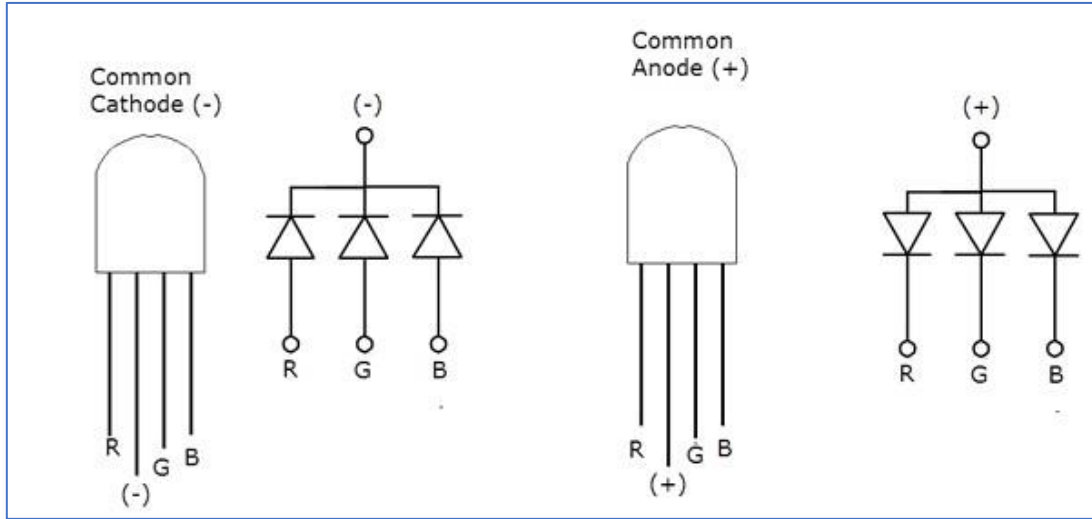 Common
Cathode (-)
(-)
R
G
B
R
(-)
G
B
Common
Anode (+)
(+)
R
G
B
R
(+)
G
B